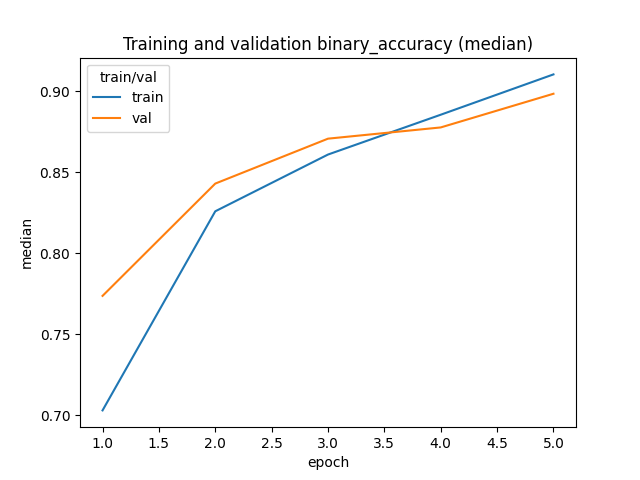 Training and validation binary_accuracy (median)
train/val
train
val
0.90
0.85
0.80
0.75
0.70
median
1.0 1.5 2.0 2.5 3.0 3.5 4.0 4.5 5.0
epoch